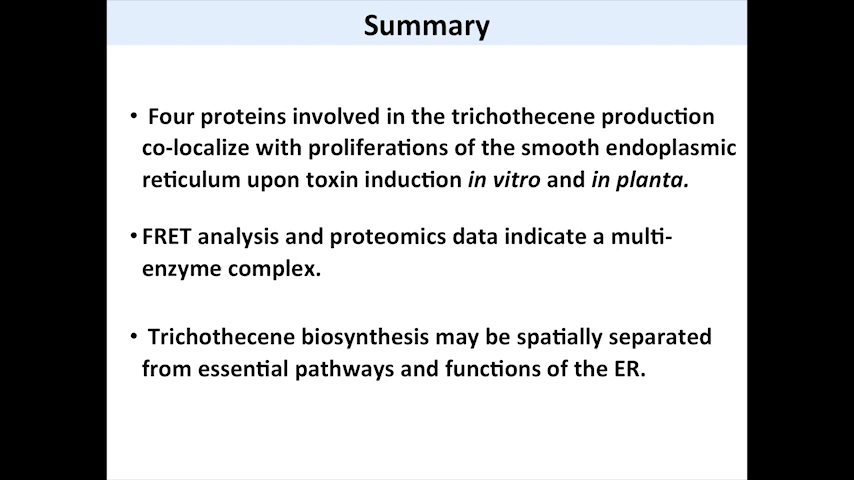 Summary
• Four proteins involved in the trichothecene production
co-localize with proliferations of the smooth endoplasmic
reticulum upon toxin induction in vitro and in planta.
• FRET analysis and proteomics data indicate a multi-
enzyme complex.
• Trichothecene biosynthesis may be spatially separated
from essential pathways and functions of the ER.